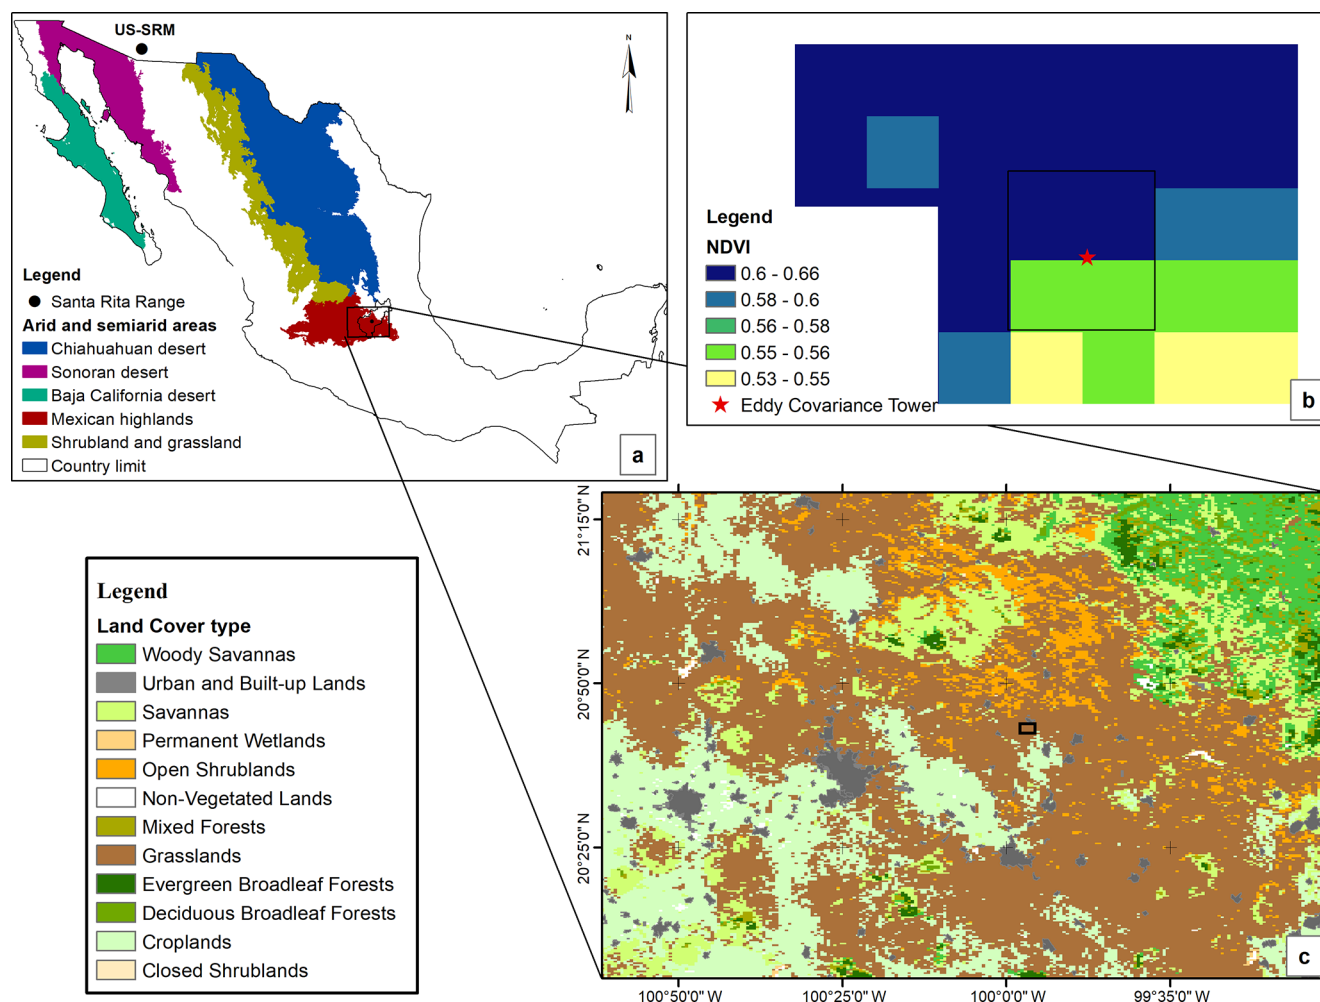 US-SRM
N
Legend
Santa Rita Range
Arid and semiarid areas
Chiahuahuan desert
Sonoran desert
Baja California desert
Mexican highlands
Shrubland and grassland
Country limit
a
Legend
NDVI
0.6 - 0.66
0.58 - 0.6
0.56 - 0.58
0.55 - 0.56
0.53 - 0.55
Eddy Covariance Tower
b
Legend
Land Cover type
Woody Savannas
Urban and Built-up Lands
Savannas
Permanent Wetlands
Open Shrublands
Non-Vegetated Lands
Mixed Forests
Grasslands
Evergreen Broadleaf Forests
Deciduous Broadleaf Forests
Croplands
Closed Shrublands
21°15'0" N
20°50'0" N
20°25'0" N
c
100°50'0" W
100°25'0" W
100°0'0" W
99°35'0" W